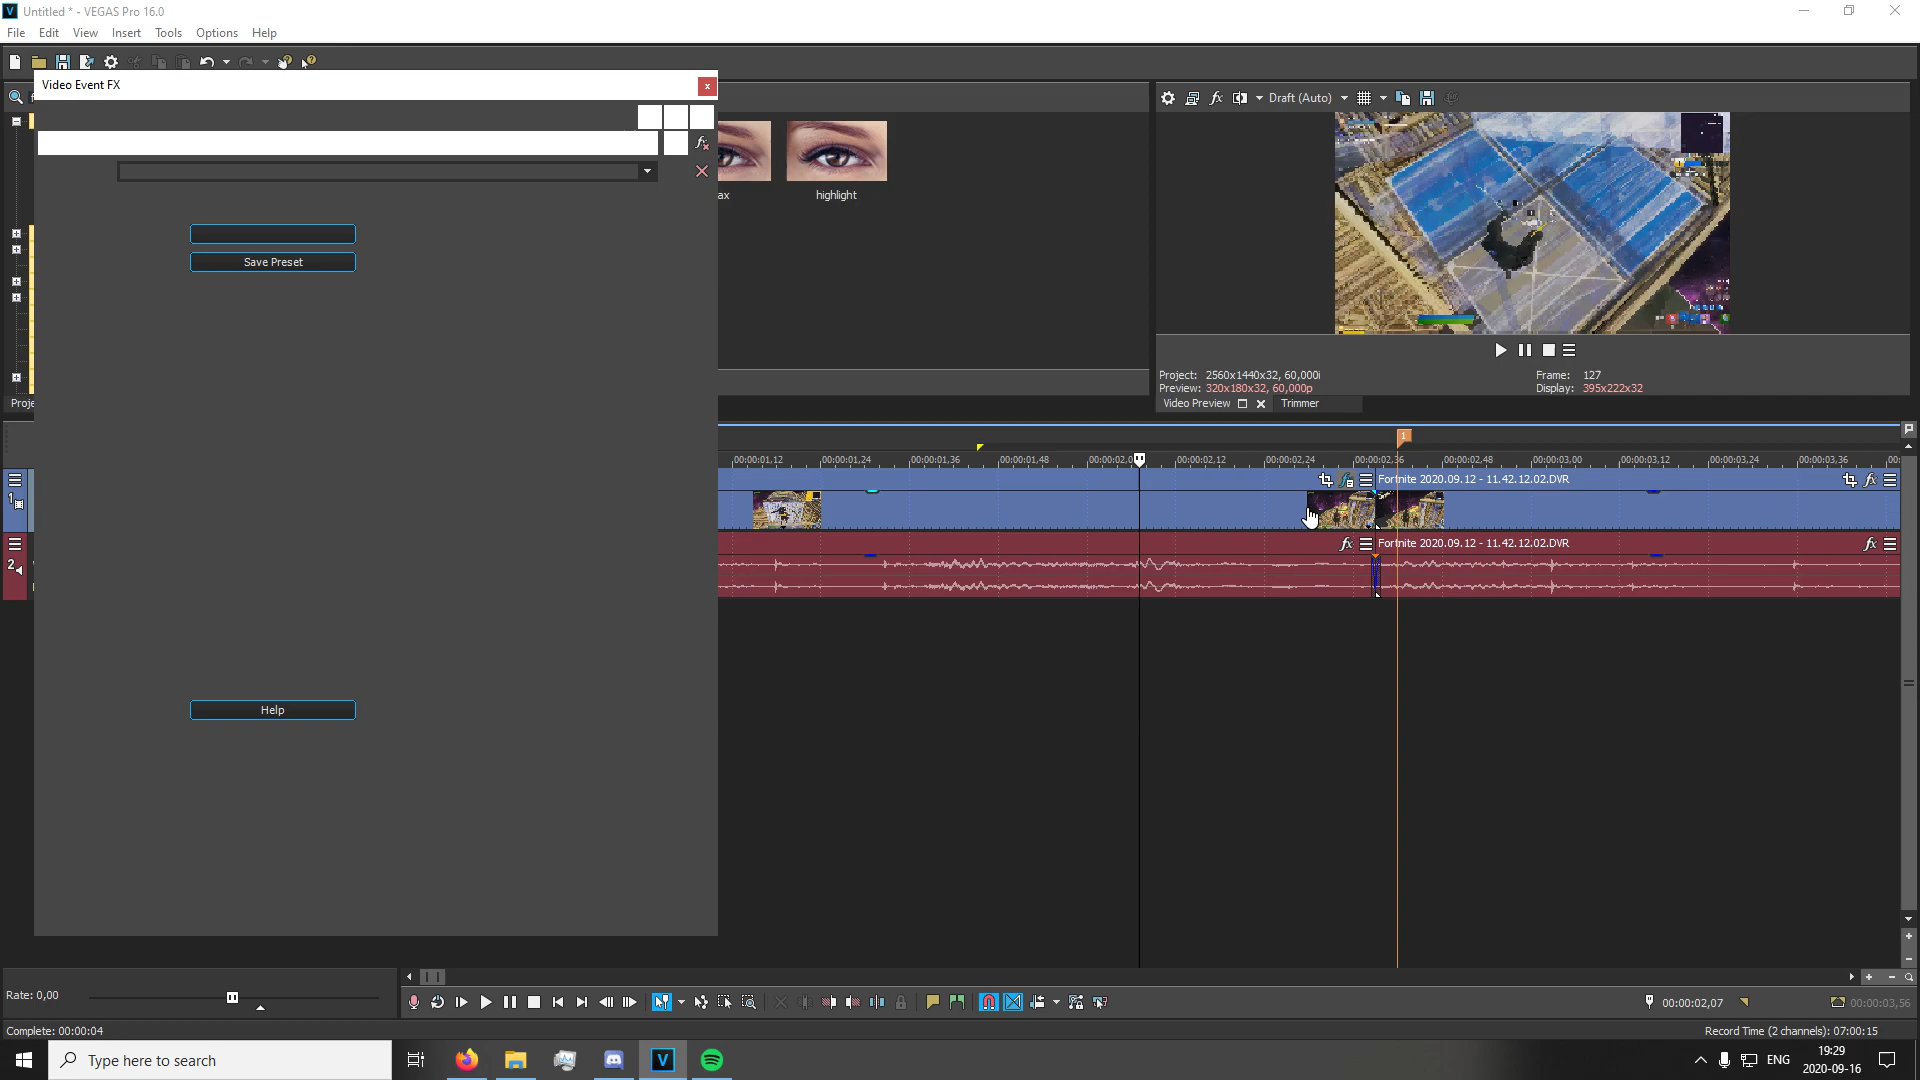 Untitled * - VEGAS Pro 16.0
File Edit View Insert Tools Options Help
Video Event FX
Save Preset
Help
ax
highlight
Draft (Auto)
Project: 2560x1440x32, 60,000i
Preview: 320x180x32, 60,000p
Frame: 127
Display: 395x222x32
Video Preview
Trimmer
Proje
1
00:00:01,12 00:00:01,24 00:00:01,36 00:00:01,48 00:00:02,0 00:00:02,12 00:00:02,24 00:00:02,36 00:00:02,48 00:00:03,00 00:00:03,12 00:00:03,24 00:00:03,36 00:
1
Fortnite 2020.09.12 - 11.42.12.02.DVR
2
Fortnite 2020.09.12 - 11.42.12.02.DVR
Rate: 0,00
00:00:02,07
00:00:03,56
Complete: 00:00:04
Record Time (2 channels): 07:00:15
Type here to search
ENG
19:29
2020-09-16